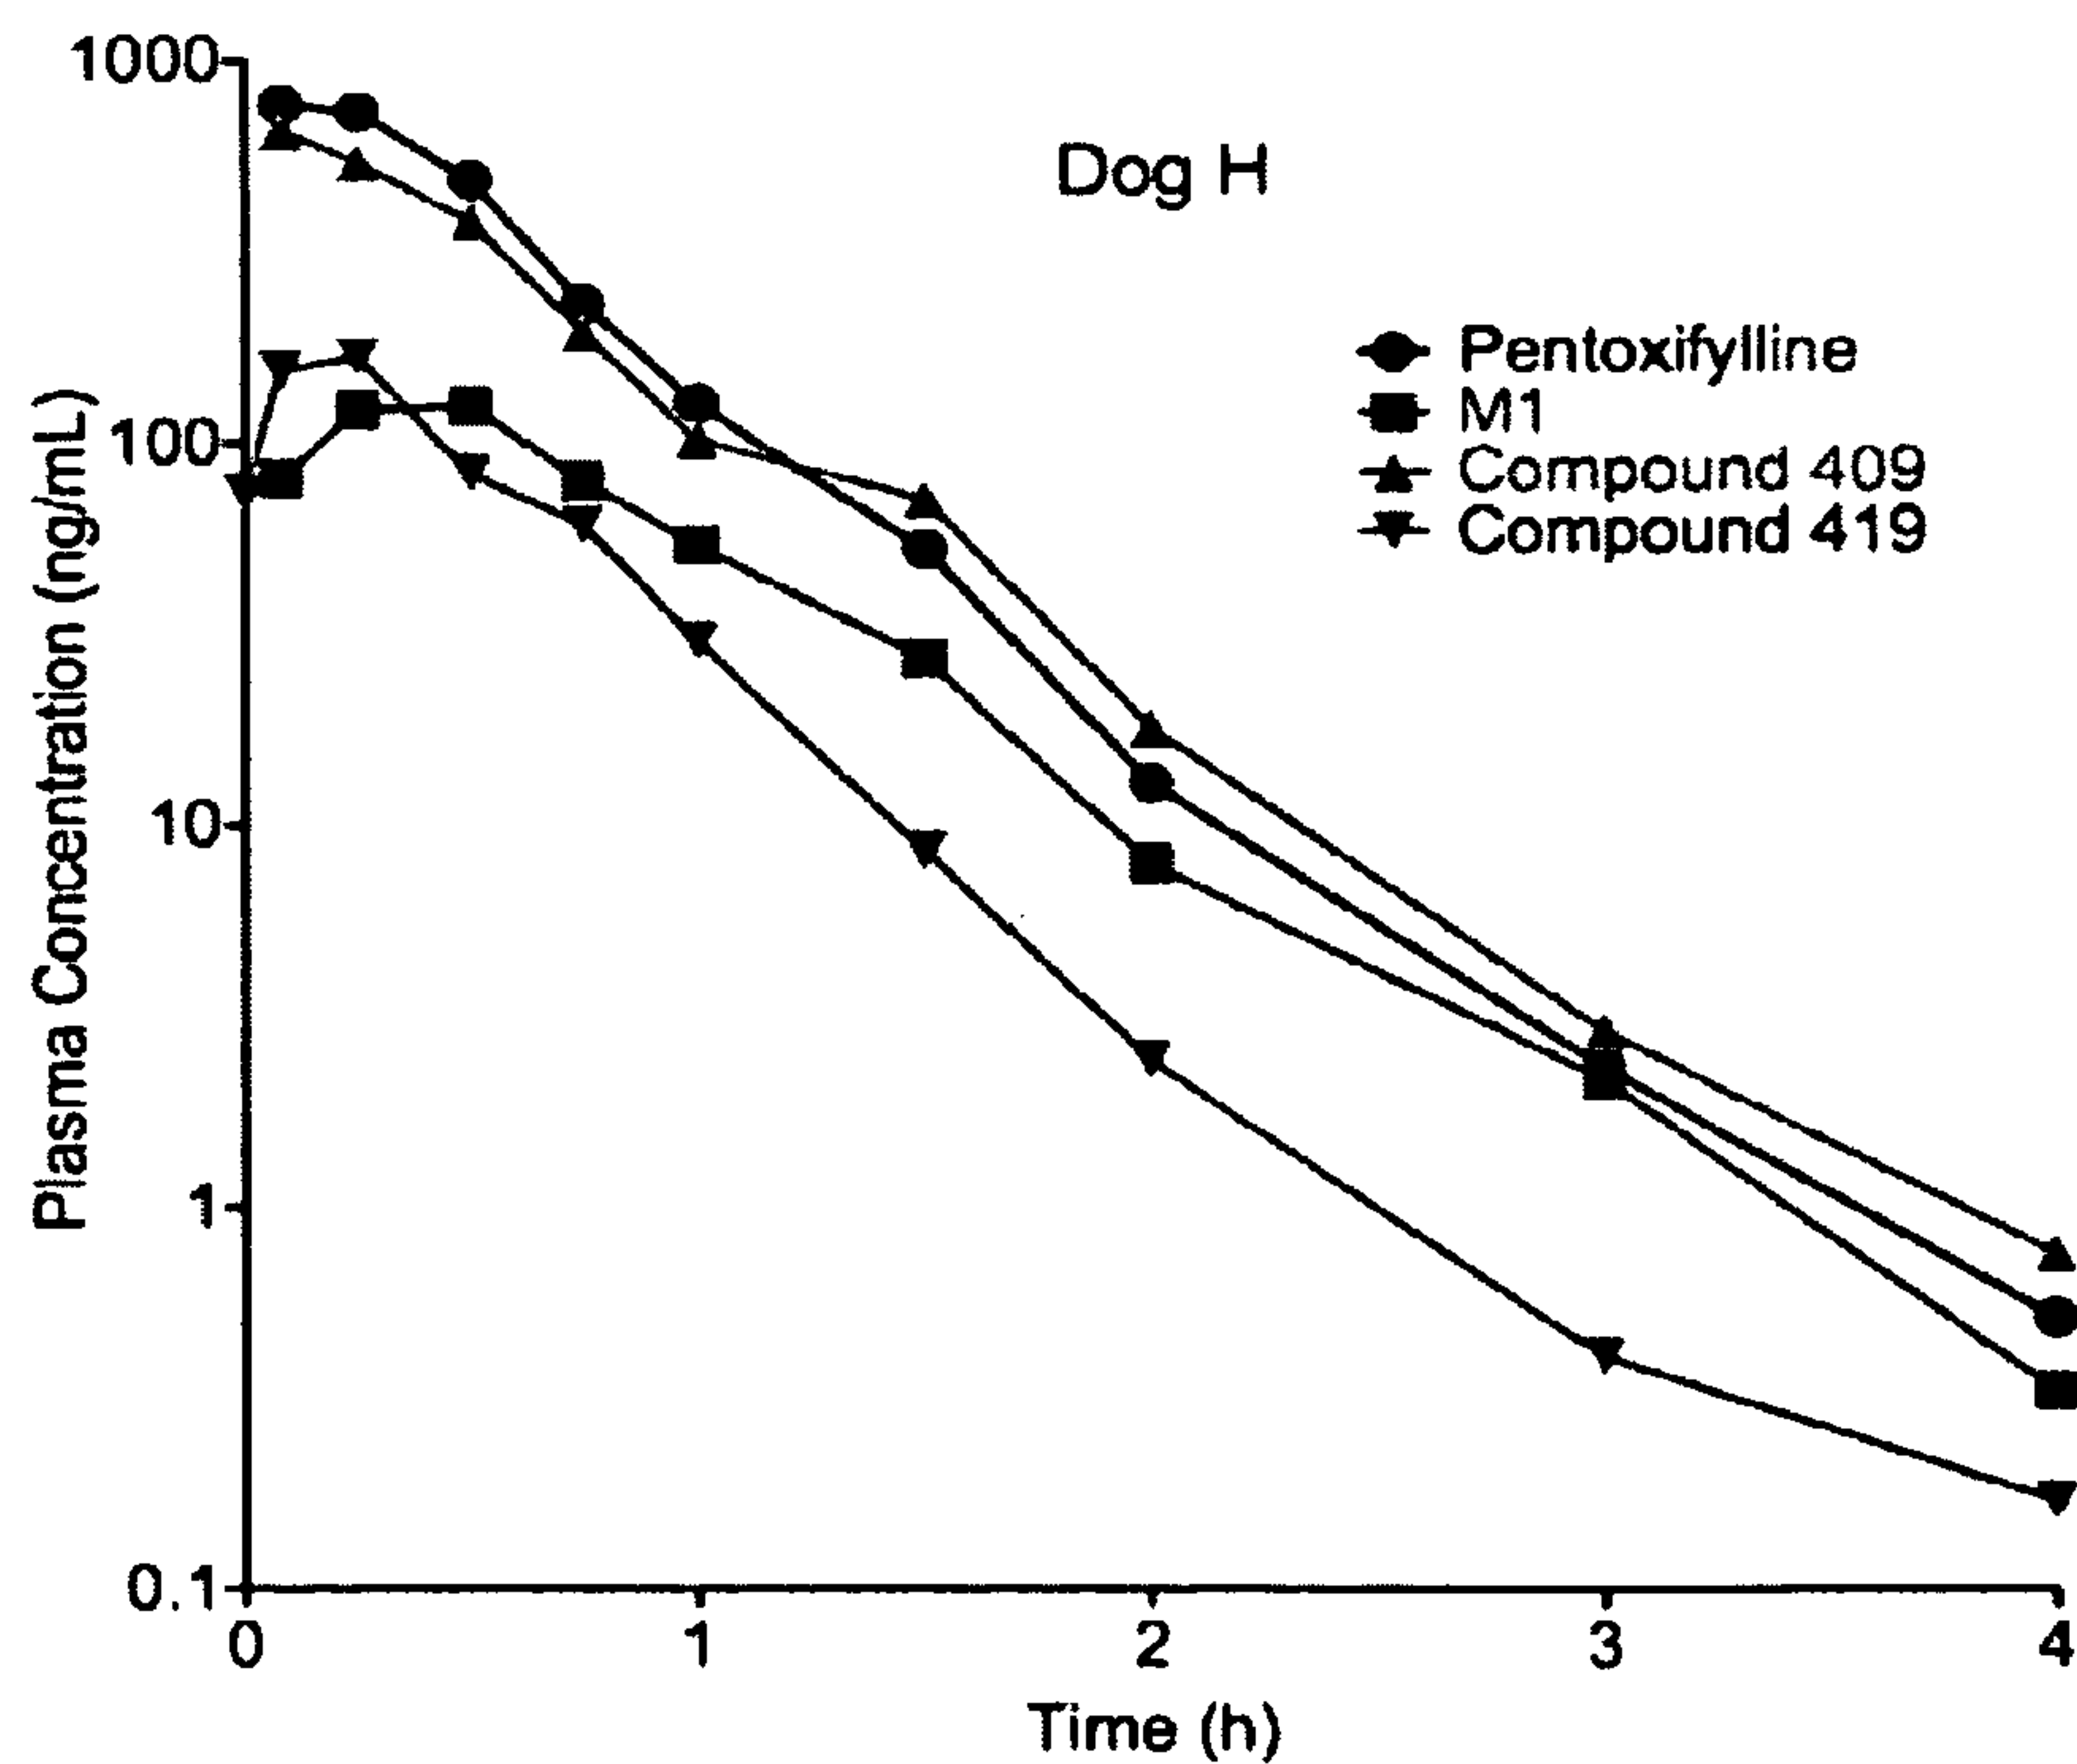 1000
Dog H
Pentoxifylline
M1
Compound 409
Compound 419
100
10
1
0.1
Plasma Concentration (ng/mL)
0 1 2 3 4
Time (h)